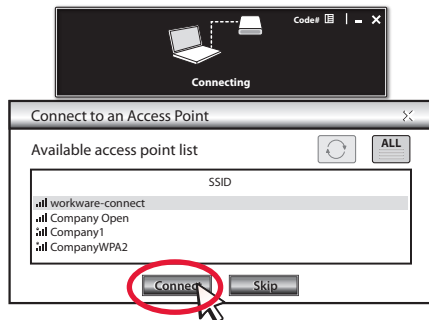 Code#
Connecting
Connect to an Access Point
Available access point list
ALL
SSID
workware-connect
Company Open
Company1
CompanyWPA2
Connect Skip